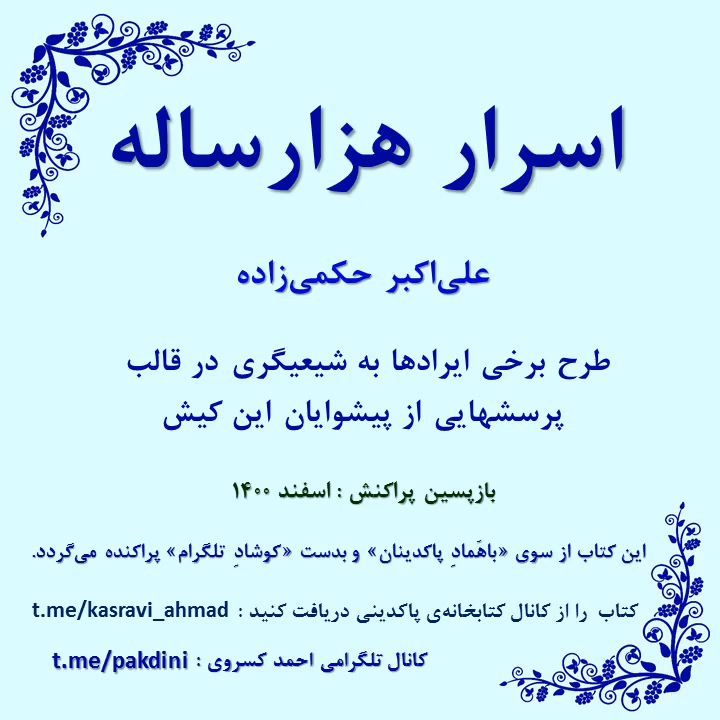 اسرار هزارساله
علی‌اکبر حکمی‌زاده
طرح برخی ایرادها به شیعیگری در قالب
پرسشهایی از پیشوایان این کیش
بازپسین پراکنش : اسفند ۱۴۰۰
این کتاب از سوی «باهَمادِ پاکدینان» و بدست «کوشادِ تلگرام» پراکنده می‌گردد.
کتاب را از کانال کتابخانه‌ی پاکدینی دریافت کنید : t.me/kasravi_ahmad
کانال تلگرامی احمد کسروی : t.me/pakdini